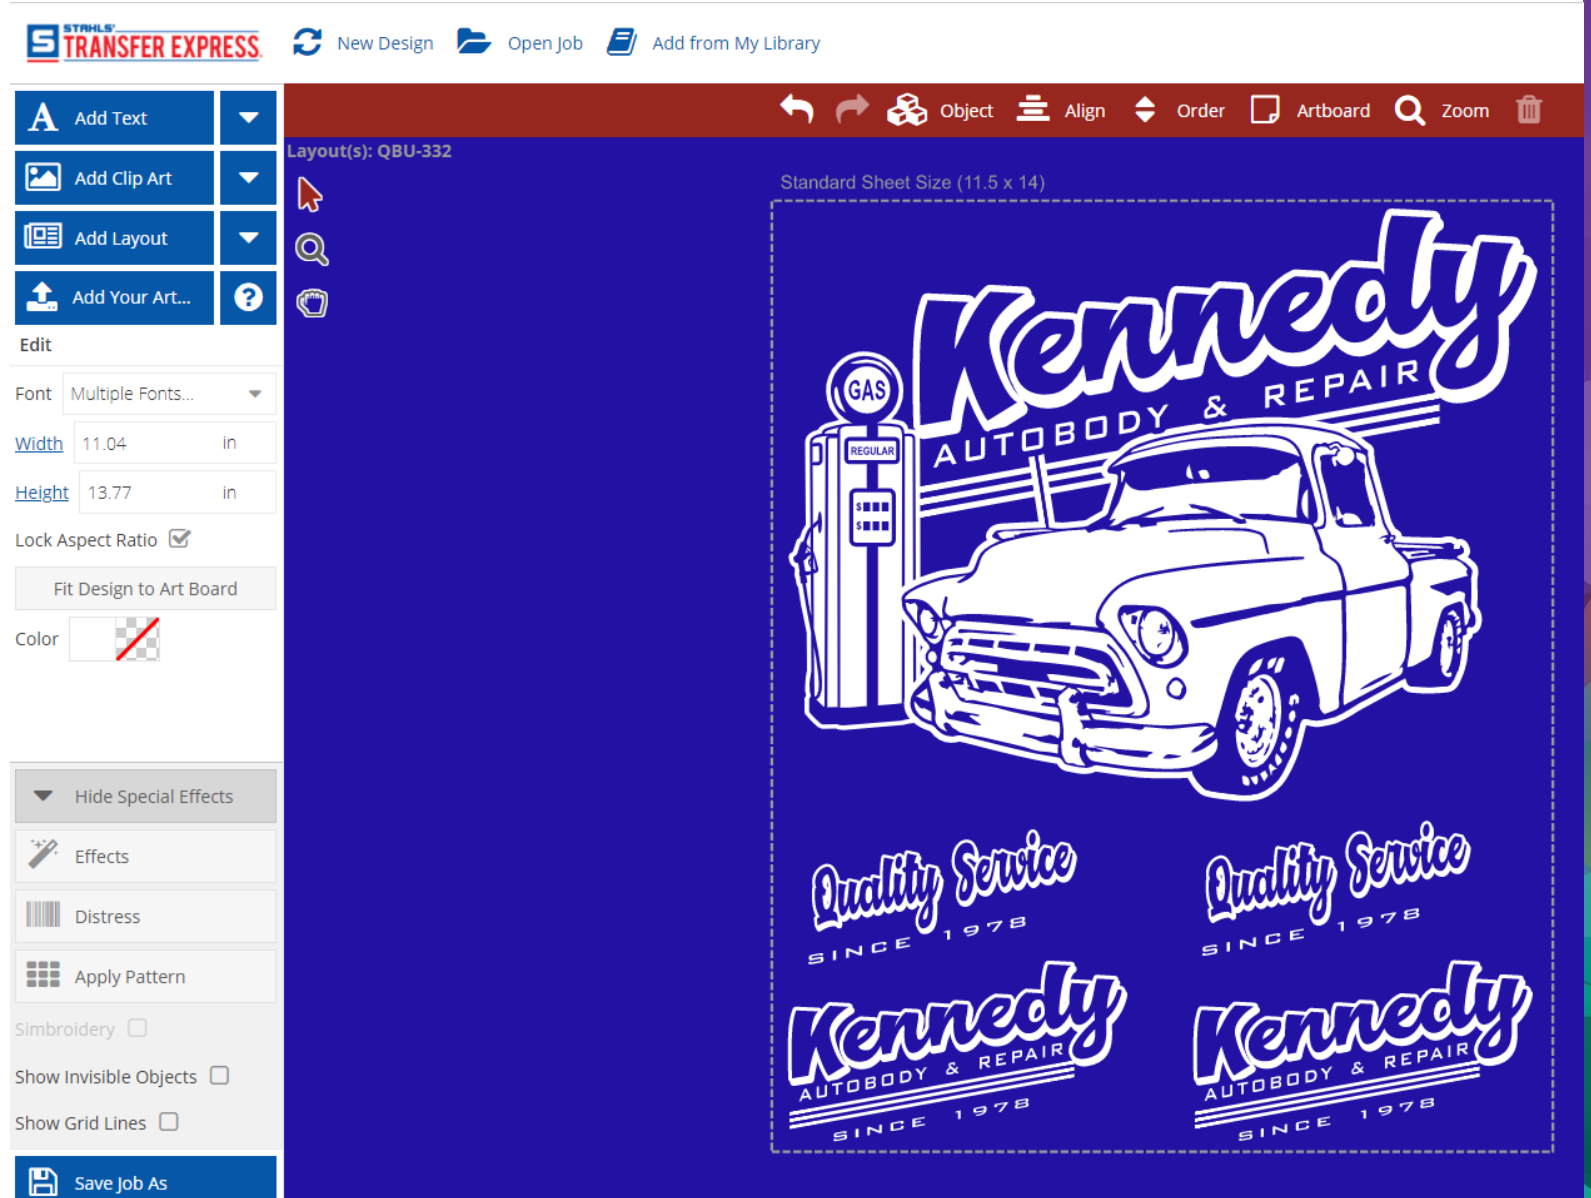 STAHLS'
TRANSFER EXPRESS.
New Design
Open Job
Add from My Library
Add Text
Add Clip Art
Add Layout
Add Your Art...
?
Edit
Font Multiple Fonts...
Width 11.04 in
Height 13.77 in
Lock Aspect Ratio
Fit Design to Art Board
Color
Hide Special Effects
Effects
Distress
Apply Pattern
Simbroidery
Show Invisible Objects
Show Grid Lines
Save Job As
Object
Align
Order
Artboard
Zoom
Layout(s): QBU-332
Standard Sheet Size (11.5 x 14)
Kennedy
AUTOBODY & REPAIR
GAS
REGULAR
$
$
Quality Service
SINCE 1978
Quality Service
SINCE 1978
Kennedy
AUTOBODY & REPAIR
SINCE 1978
Kennedy
AUTOBODY & REPAIR
SINCE 1978